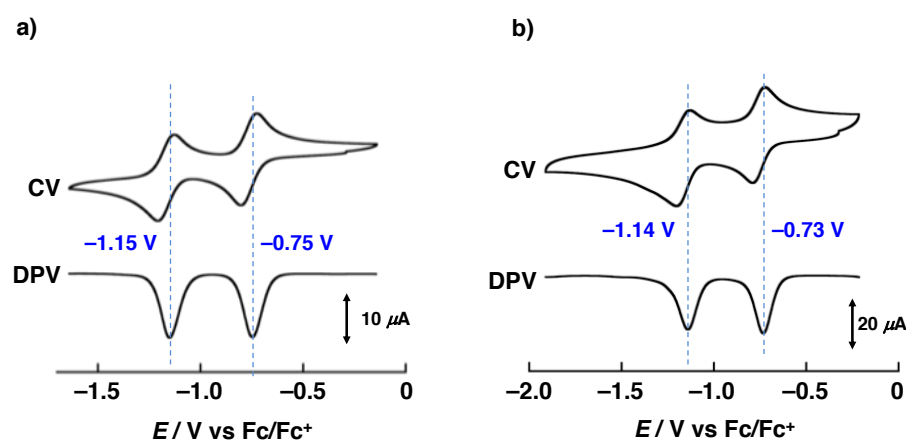 a)
CV
−1.15 V
−0.75 V
DPV
10 μA
−1.5
−1.0
−0.5
0
E / V vs Fc/Fc⁺
b)
CV
−1.14 V
−0.73 V
DPV
20 μA
−2.0
−1.5
−1.0
−0.5
0
E / V vs Fc/Fc⁺